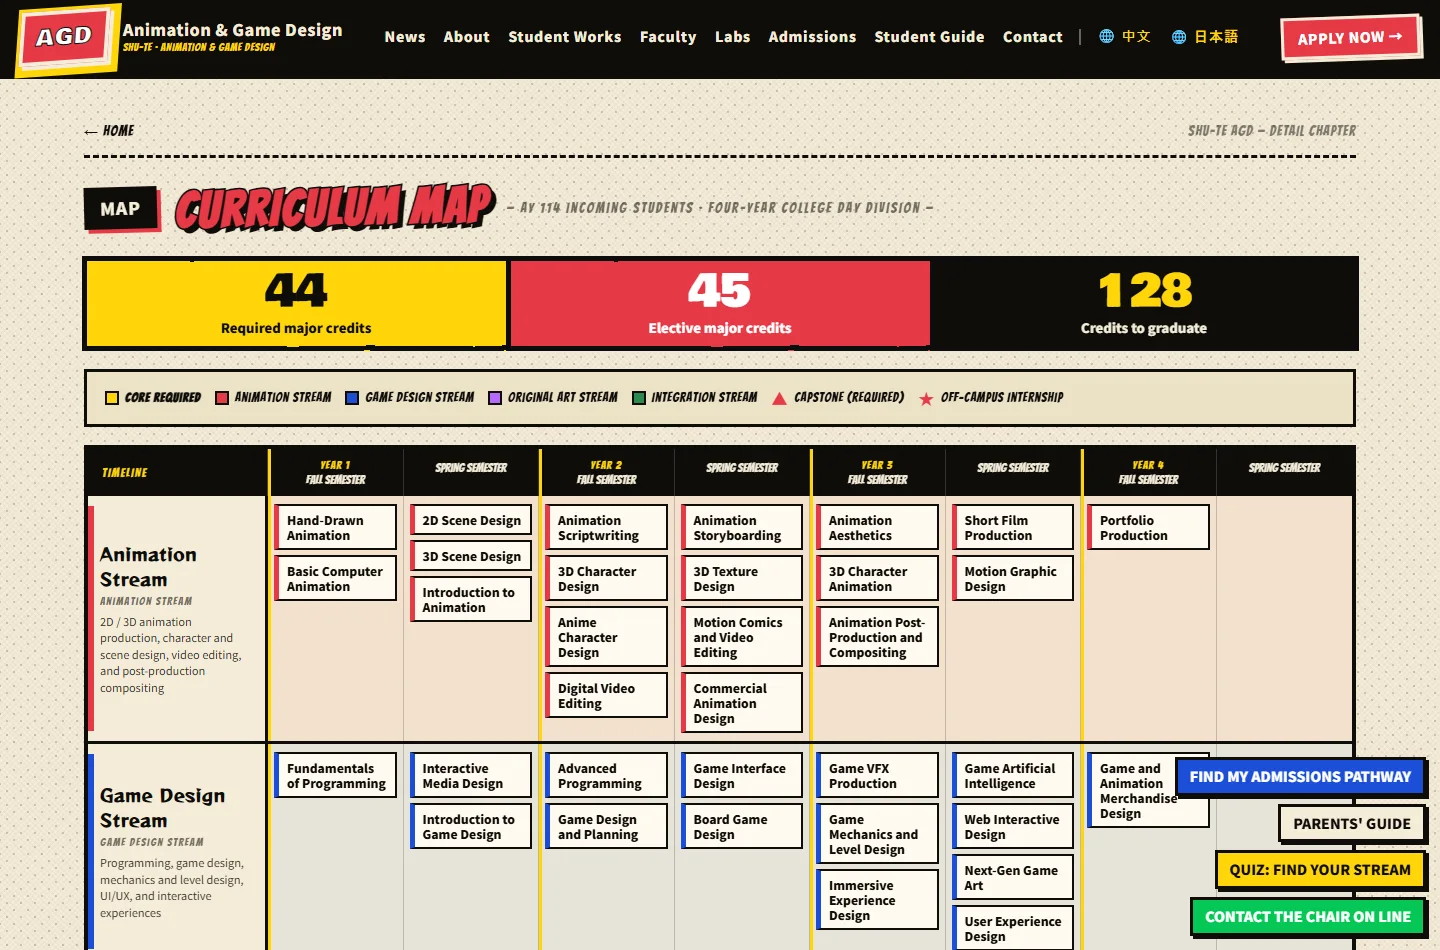 AGD
Animation & Game Design
SHU-TE · ANIMATION & GAME DESIGN
News
About
Student Works
Faculty
Labs
Admissions
Student Guide
Contact
中文
日本語
APPLY NOW →
← HOME
SHU-TE AGD — DETAIL CHAPTER
MAP
CURRICULUM MAP
— AY 114 INCOMING STUDENTS · FOUR-YEAR COLLEGE DAY DIVISION —
44
Required major credits
45
Elective major credits
128
Credits to graduate
CORE REQUIRED
ANIMATION STREAM
GAME DESIGN STREAM
ORIGINAL ART STREAM
INTEGRATION STREAM
CAPSTONE (REQUIRED)
OFF-CAMPUS INTERNSHIP
TIMELINE
YEAR 1
FALL SEMESTER
SPRING SEMESTER
YEAR 2
FALL SEMESTER
SPRING SEMESTER
YEAR 3
FALL SEMESTER
SPRING SEMESTER
YEAR 4
FALL SEMESTER
SPRING SEMESTER
Animation
Stream
ANIMATION STREAM
2D / 3D animation
production, character and
scene design, video editing,
and post-production
compositing
Hand-Drawn
Animation
Basic Computer
Animation
2D Scene Design
3D Scene Design
Introduction to
Animation
Animation
Scriptwriting
3D Character
Design
Anime
Character
Design
Digital Video
Editing
Animation
Storyboarding
3D Texture
Design
Motion Comics
and Video
Editing
Commercial
Animation
Design
Animation
Aesthetics
3D Character
Animation
Animation Post-
Production and
Compositing
Short Film
Production
Motion Graphic
Design
Portfolio
Production
Game Design
Stream
GAME DESIGN STREAM
Programming, game design,
mechanics and level design,
UI/UX, and interactive
experiences
Fundamentals
of Programming
Interactive
Media Design
Introduction to
Game Design
Advanced
Programming
Game Design
and Planning
Game Interface
Design
Board Game
Design
Game VFX
Production
Game
Mechanics and
Level Design
Immersive
Experience
Design
Game Artificial
Intelligence
Web Interactive
Design
Next-Gen Game
Art
User Experience
Design
Game and
Animation
Merchandise
Design
FIND MY ADMISSIONS PATHWAY
PARENTS' GUIDE
QUIZ: FIND YOUR STREAM
CONTACT THE CHAIR ON LINE